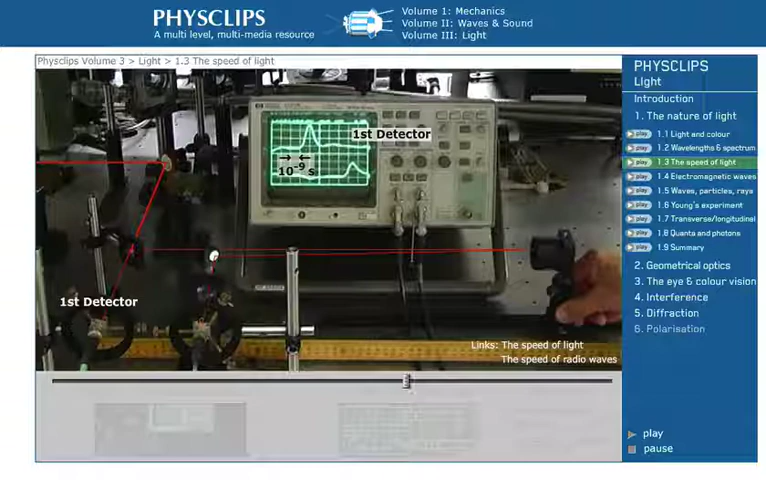 PHYSCLIPS
A multi level, multi-media resource
Volume 1: Mechanics
Volume II: Waves & Sound
Volume III: Light
Physclips Volume 3 > Light > 1.3 The speed of light
1st Detector
10⁻⁹ s
1st Detector
Links: The speed of light
The speed of radio waves
PHYSCLIPS
Light
Introduction
1. The nature of light
play 1.1 Light and colour
play 1.2 Wavelengths & spectrum
play 1.3 The speed of light
play 1.4 Electromagnetic waves
play 1.5 Waves, particles, rays
play 1.6 Young's experiment
play 1.7 Transverse/longitudinal
play 1.8 Quanta and photons
play 1.9 Summary
2. Geometrical optics
3. The eye & colour vision
4. Interference
5. Diffraction
6. Polarisation
play
pause